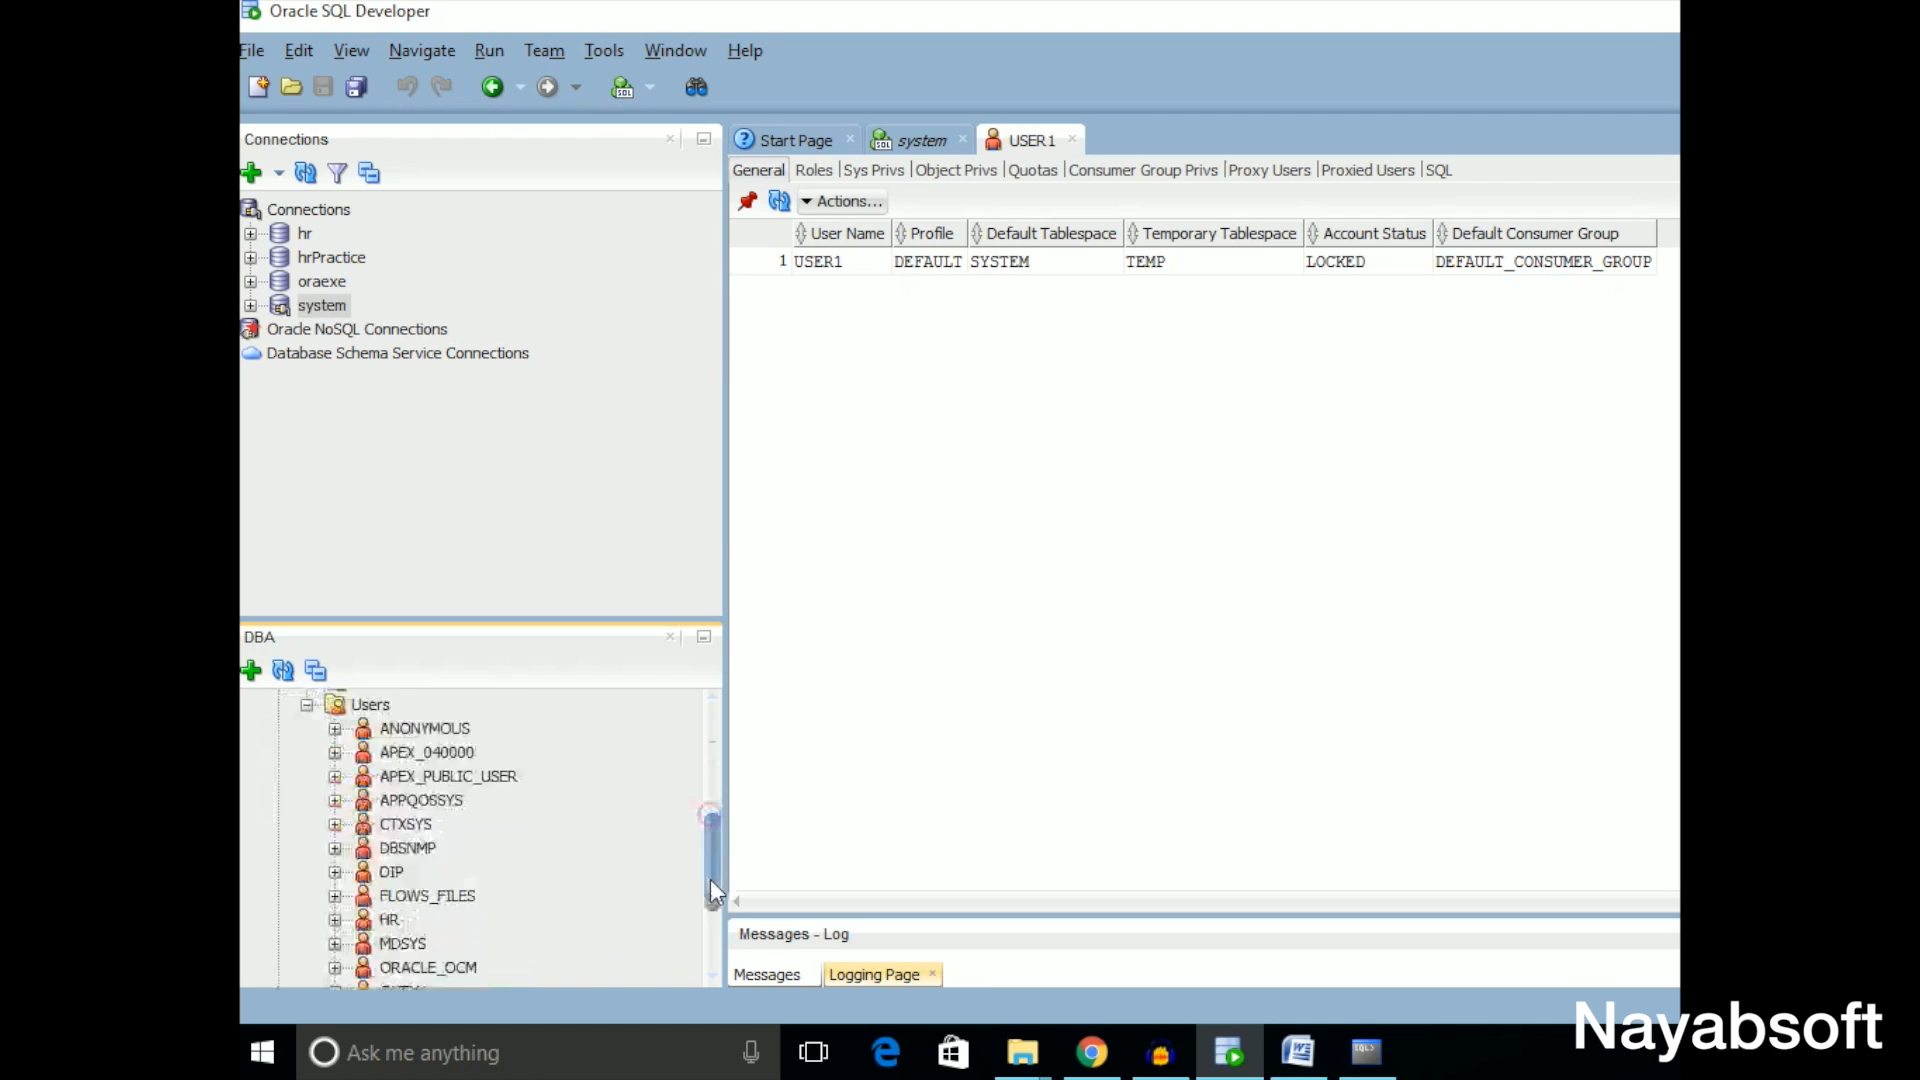 Oracle SQL Developer
File Edit View Navigate Run Team Tools Window Help
Connections
Connections
hr
hrPractice
oraexe
system
Oracle NoSQL Connections
Database Schema Service Connections
Start Page system USER1
General Roles Sys Privs Object Privs Quotas Consumer Group Privs Proxy Users Proxied Users SQL
Actions...
User Name Profile Default Tablespace Temporary Tablespace Account Status Default Consumer Group
1 USER1 DEFAULT SYSTEM TEMP LOCKED DEFAULT_CONSUMER_GROUP
DBA
Users
ANONYMOUS
APEX_040000
APEX_PUBLIC_USER
APPQOSSYS
CTXSYS
DBSNMP
DIP
FLOWS_FILES
HR
MDSYS
ORACLE_OCM
Messages - Log
Messages Logging Page
Ask me anything
Nayabsoft